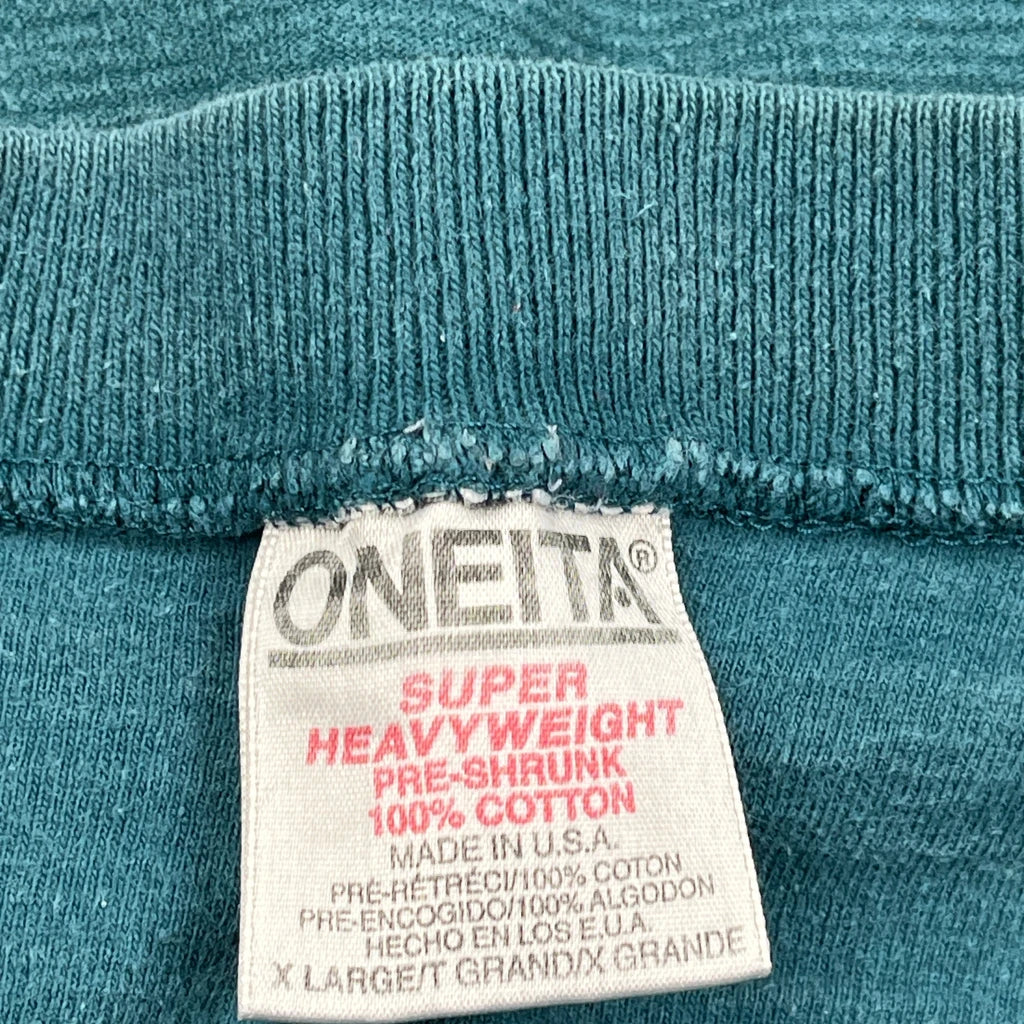 ONEITA®
SUPER
HEAVYWEIGHT
PRE-SHRUNK
100% COTTON
MADE IN U.S.A.
PRE-RÉTRÉCI/100% COTON
PRE-ENCOGIDO/100% ALGODON
HECHO EN LOS E.U.A.
X LARGE/T GRAND/X GRANDE